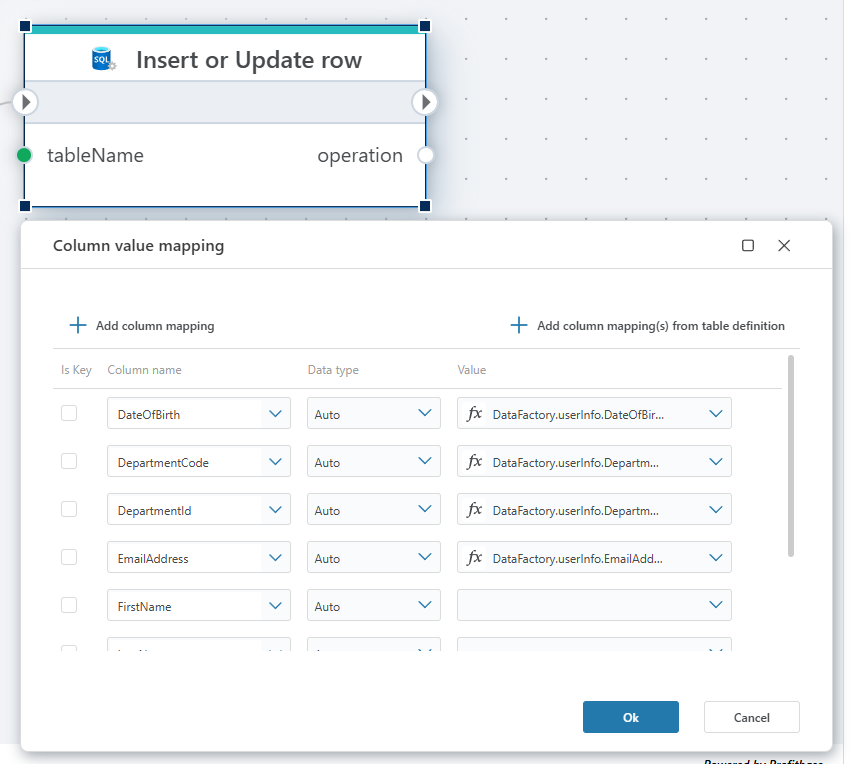 SQL Insert or Update row
tableName operation
Column value mapping
Add column mapping Add column mapping(s) from table definition
Is Key Column name Data type Value
DateOfBirth Auto fx DataFactory.userInfo.DateOfBir...
DepartmentCode Auto fx DataFactory.userInfo.Departm...
DepartmentId Auto fx DataFactory.userInfo.Departm...
EmailAddress Auto fx DataFactory.userInfo.EmailAdd...
FirstName Auto
Ok Cancel
Powered by Profitbase